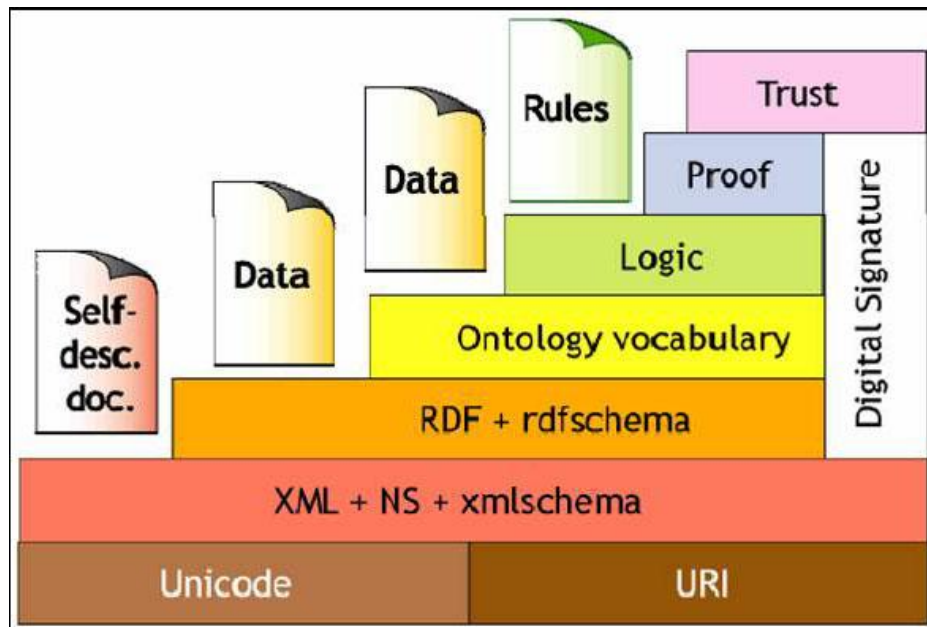 Rules
Trust
Data
Proof
Data
Logic
Self-
desc.
doc.
Ontology vocabulary
Digital Signature
RDF + rdfschema
XML + NS + xmlschema
Unicode
URI